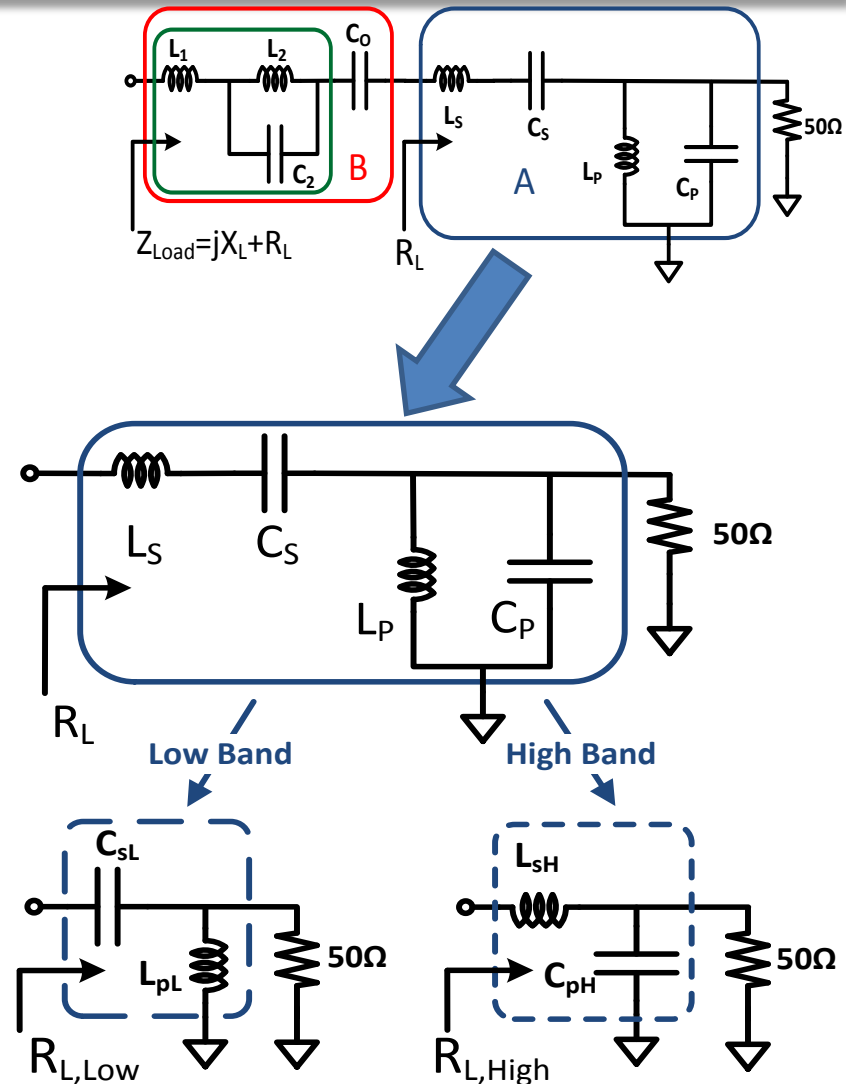 L1 L2 CO
LS CS
C2 B
LP CP
A
50Ω
ZLoad=jXL+RL
RL
LS CS
LP CP
50Ω
RL
Low Band High Band
CsL
LpL
50Ω
RL,Low
LsH
CpH
50Ω
RL,High